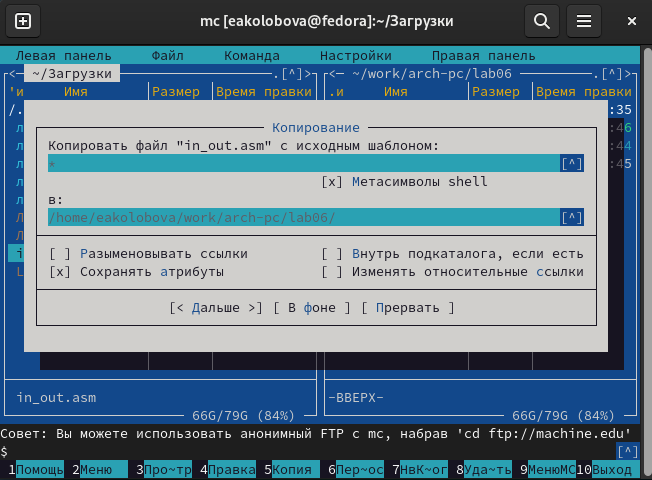 mc [eakolobova@fedora]:~/Загрузки
Левая панель Файл Команда Настройки Правая панель
<─ ~/Загрузки .[^]> <─ ~/work/arch-pc/lab06 .[^]>
'и Имя Размер Время правки .и Имя Размер Время правки
/. :35
л :46
л :44
л :45
л
л
Л
Л
i
L
Копирование
Копировать файл "in_out.asm" с исходным шаблоном:
* [^]
[x] Метасимволы shell
в:
/home/eakolobova/work/arch-pc/lab06/ [^]
[ ] Разыменовывать ссылки [ ] Внутрь подкаталога, если есть
[x] Сохранять атрибуты [ ] Изменять относительные ссылки
[< Дальше >] [ В фоне ] [ Прервать ]
in_out.asm -ВВЕРХ-
66G/79G (84%) 66G/79G (84%)
Совет: Вы можете использовать анонимный FTP с mc, набрав 'cd ftp://machine.edu'
$ [^]
1Помощь 2Меню 3Про~тр 4Правка 5Копия 6Пер~ос 7НвК~ог 8Уда~ть 9МенюМС 10Выход